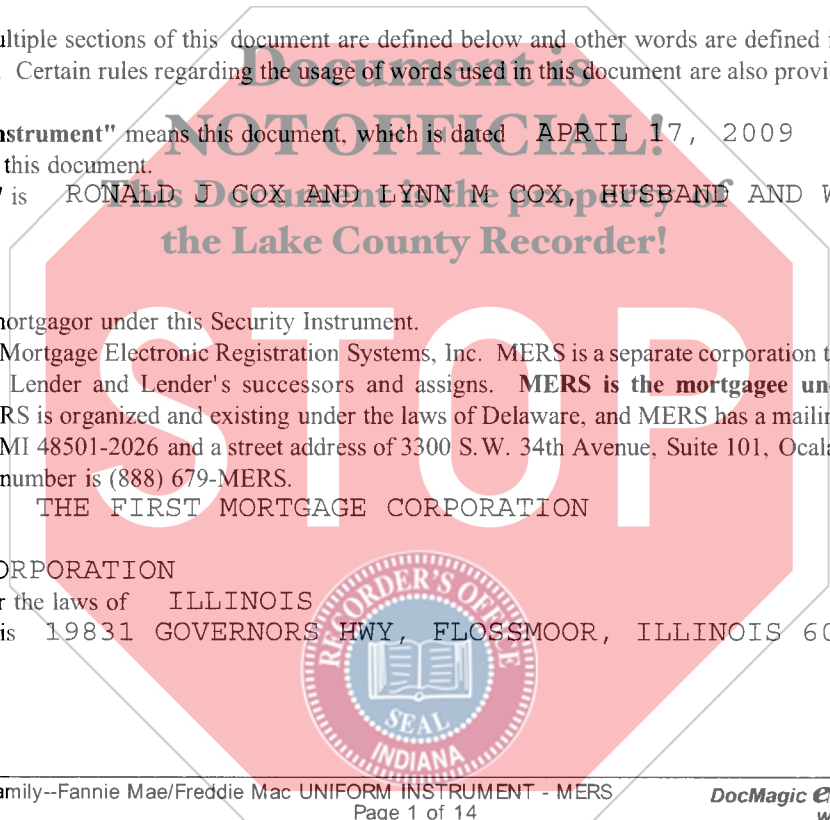 ultiple sections of this document are defined below and other words are defined
Document is
Certain rules regarding the usage of words used in this document are also provi
nstrument" means this document, which is dated APRIL 17, 2009
NOT OFFICIAL!
this document.
is RONALD J COX AND LYNN M COX, HUSBAND AND W
This Document is the property of
the Lake County Recorder!
nortgagor under this Security Instrument.
Mortgage Electronic Registration Systems, Inc. MERS is a separate corporation t
Lender and Lender's successors and assigns. MERS is the mortgagee un
RS is organized and existing under the laws of Delaware, and MERS has a mailin
MI 48501-2026 and a street address of 3300 S.W. 34th Avenue, Suite 101, Ocala
number is (888) 679-MERS.
STOP
THE FIRST MORTGAGE CORPORATION
ORPORATION
r the laws of ILLINOIS
is 19831 GOVERNORS HWY, FLOSSMOOR, ILLINOIS 60
RECORDER'S OFFICE
SEAL
INDIANA
amily--Fannie Mae/Freddie Mac UNIFORM INSTRUMENT - MERS
Page 1 of 14
DocMagic